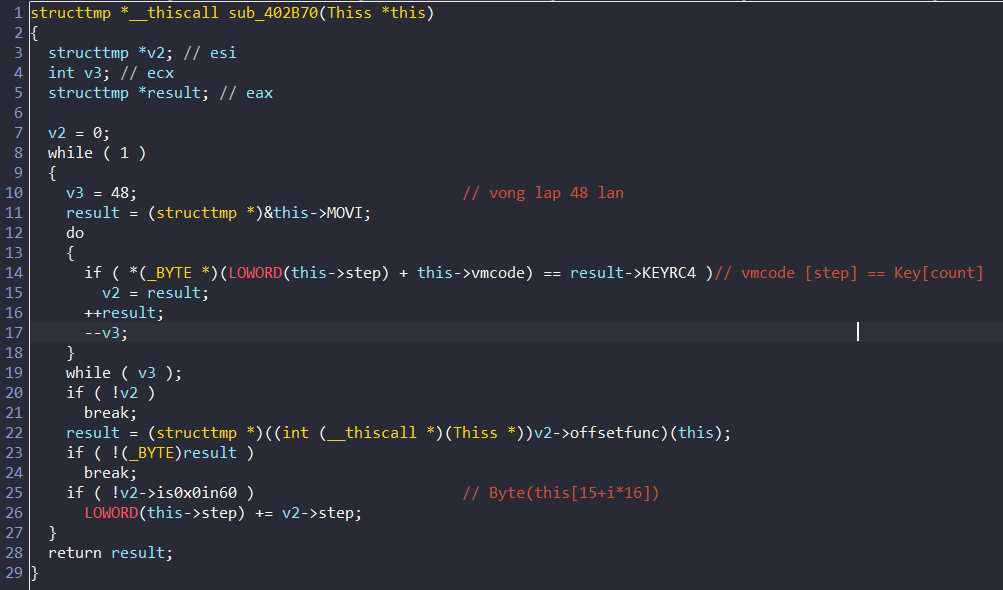 1 structtmp *__thiscall sub_402B70(Thiss *this)
2 {
3 structtmp *v2; // esi
4 int v3; // ecx
5 structtmp *result; // eax
6
7 v2 = 0;
8 while ( 1 )
9 {
10 v3 = 48; // vong lap 48 lan
11 result = (structtmp *)&this->MOVI;
12 do
13 {
14 if ( *(_BYTE *)(LOWORD(this->step) + this->vmcode) == result->KEYRC4 )// vmcode [step] == Key[count]
15 v2 = result;
16 ++result;
17 --v3;
18 }
19 while ( v3 );
20 if ( !v2 )
21 break;
22 result = (structtmp *)((int (__thiscall *)(Thiss *))v2->offsetfunc)(this);
23 if ( !(_BYTE)result )
24 break;
25 if ( !v2->is0x0in60 ) // Byte(this[15+i*16])
26 LOWORD(this->step) += v2->step;
27 }
28 return result;
29 }